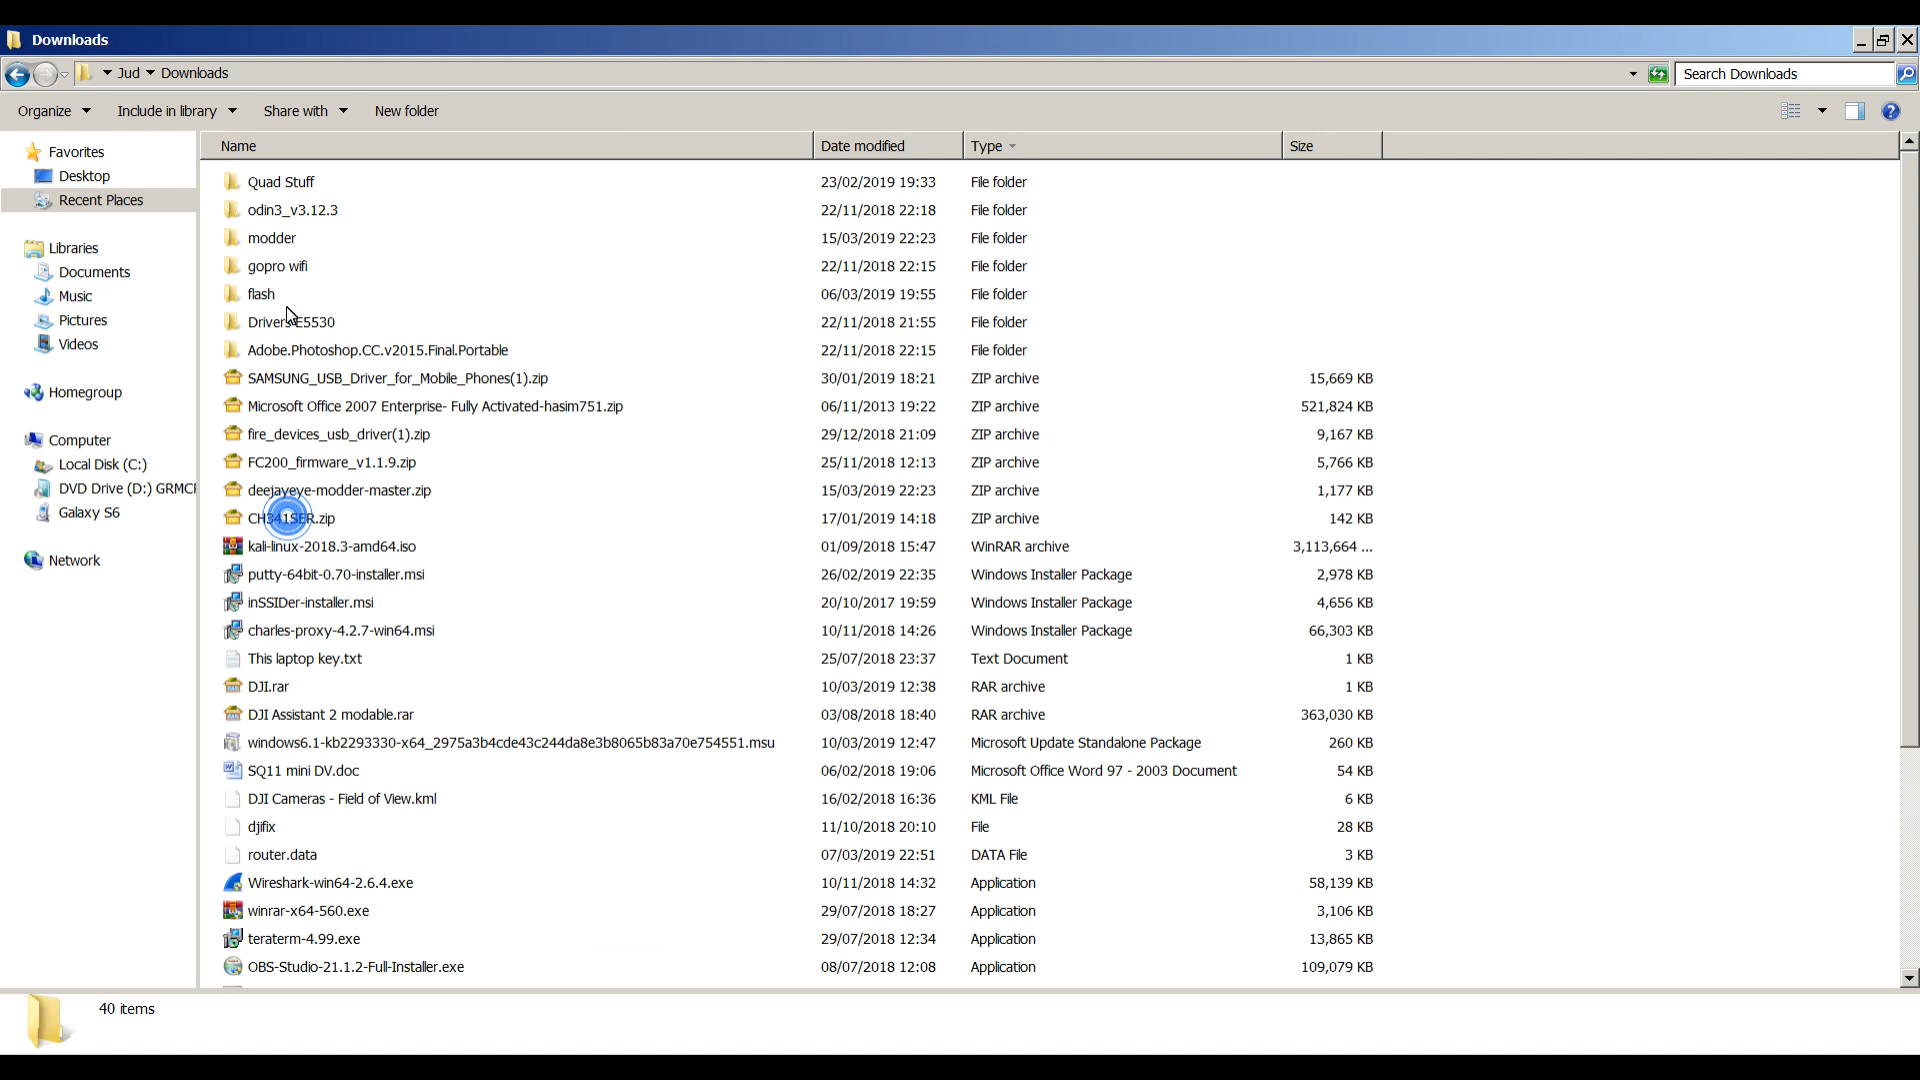 Downloads
Jud Downloads
Search Downloads
Organize Include in library Share with New folder
Name Date modified Type Size
Favorites
Desktop
Recent Places
Libraries
Documents
Music
Pictures
Videos
Homegroup
Computer
Local Disk (C:)
DVD Drive (D:) GRMCI
Galaxy S6
Network
Quad Stuff 23/02/2019 19:33 File folder
odin3_v3.12.3 22/11/2018 22:18 File folder
modder 15/03/2019 22:23 File folder
gopro wifi 22/11/2018 22:15 File folder
flash 06/03/2019 19:55 File folder
Drivers E5530 22/11/2018 21:55 File folder
Adobe.Photoshop.CC.v2015.Final.Portable 22/11/2018 22:15 File folder
SAMSUNG_USB_Driver_for_Mobile_Phones(1).zip 30/01/2019 18:21 ZIP archive 15,669 KB
Microsoft Office 2007 Enterprise- Fully Activated-hasim751.zip 06/11/2013 19:22 ZIP archive 521,824 KB
fire_devices_usb_driver(1).zip 29/12/2018 21:09 ZIP archive 9,167 KB
FC200_firmware_v1.1.9.zip 25/11/2018 12:13 ZIP archive 5,766 KB
deejayeye-modder-master.zip 15/03/2019 22:23 ZIP archive 1,177 KB
CH341SER.zip 17/01/2019 14:18 ZIP archive 142 KB
kali-linux-2018.3-amd64.iso 01/09/2018 15:47 WinRAR archive 3,113,664 ...
putty-64bit-0.70-installer.msi 26/02/2019 22:35 Windows Installer Package 2,978 KB
inSSIDer-installer.msi 20/10/2017 19:59 Windows Installer Package 4,656 KB
charles-proxy-4.2.7-win64.msi 10/11/2018 14:26 Windows Installer Package 66,303 KB
This laptop key.txt 25/07/2018 23:37 Text Document 1 KB
DJI.rar 10/03/2019 12:38 RAR archive 1 KB
DJI Assistant 2 modable.rar 03/08/2018 18:40 RAR archive 363,030 KB
windows6.1-kb2293330-x64_2975a3b4cde43c244da8e3b8065b83a70e754551.msu 10/03/2019 12:47 Microsoft Update Standalone Package 260 KB
SQ11 mini DV.doc 06/02/2018 19:06 Microsoft Office Word 97 - 2003 Document 54 KB
DJI Cameras - Field of View.kml 16/02/2018 16:36 KML File 6 KB
djifix 11/10/2018 20:10 File 28 KB
router.data 07/03/2019 22:51 DATA File 3 KB
Wireshark-win64-2.6.4.exe 10/11/2018 14:32 Application 58,139 KB
winrar-x64-560.exe 29/07/2018 18:27 Application 3,106 KB
teraterm-4.99.exe 29/07/2018 12:34 Application 13,865 KB
OBS-Studio-21.1.2-Full-Installer.exe 08/07/2018 12:08 Application 109,079 KB
40 items